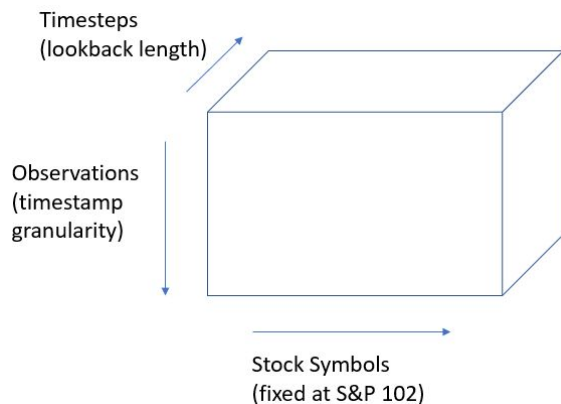 Timesteps
(lookback length)
Observations
(timestamp
granularity)
Stock Symbols
(fixed at S&P 102)